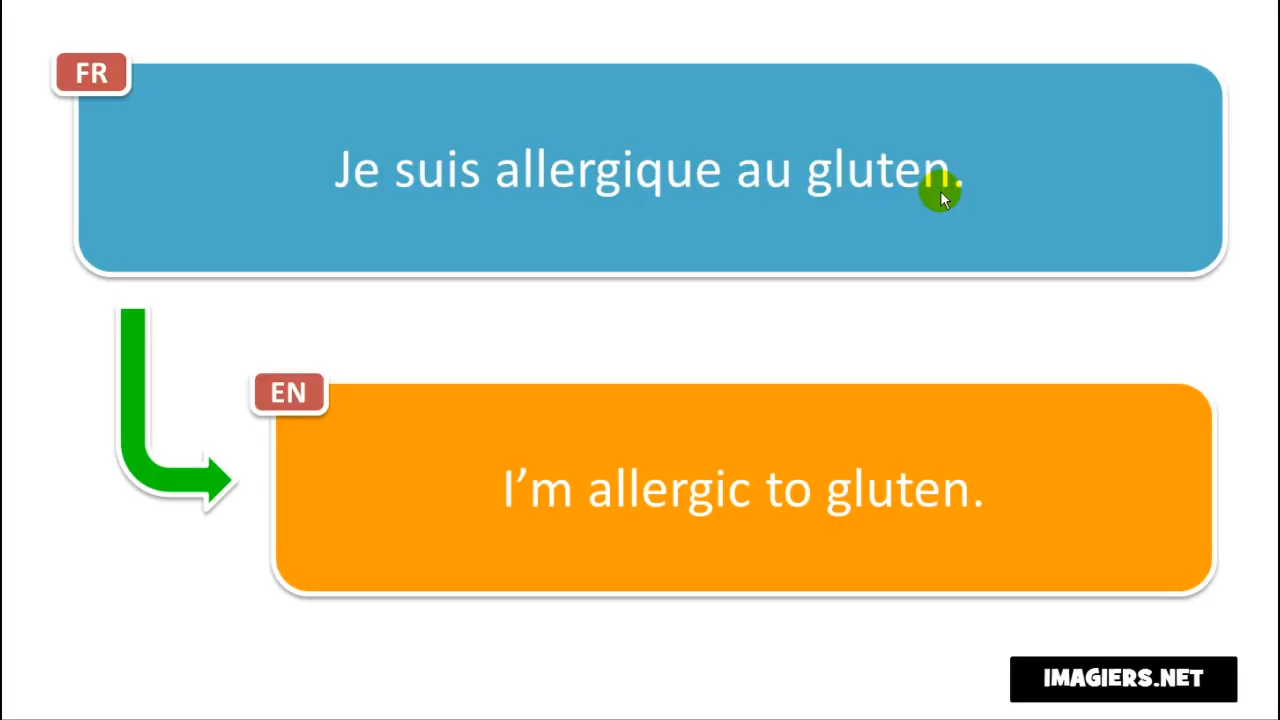 FR
Je suis allergique au gluten.
EN
I’m allergic to gluten.
IMAGIERS.NET